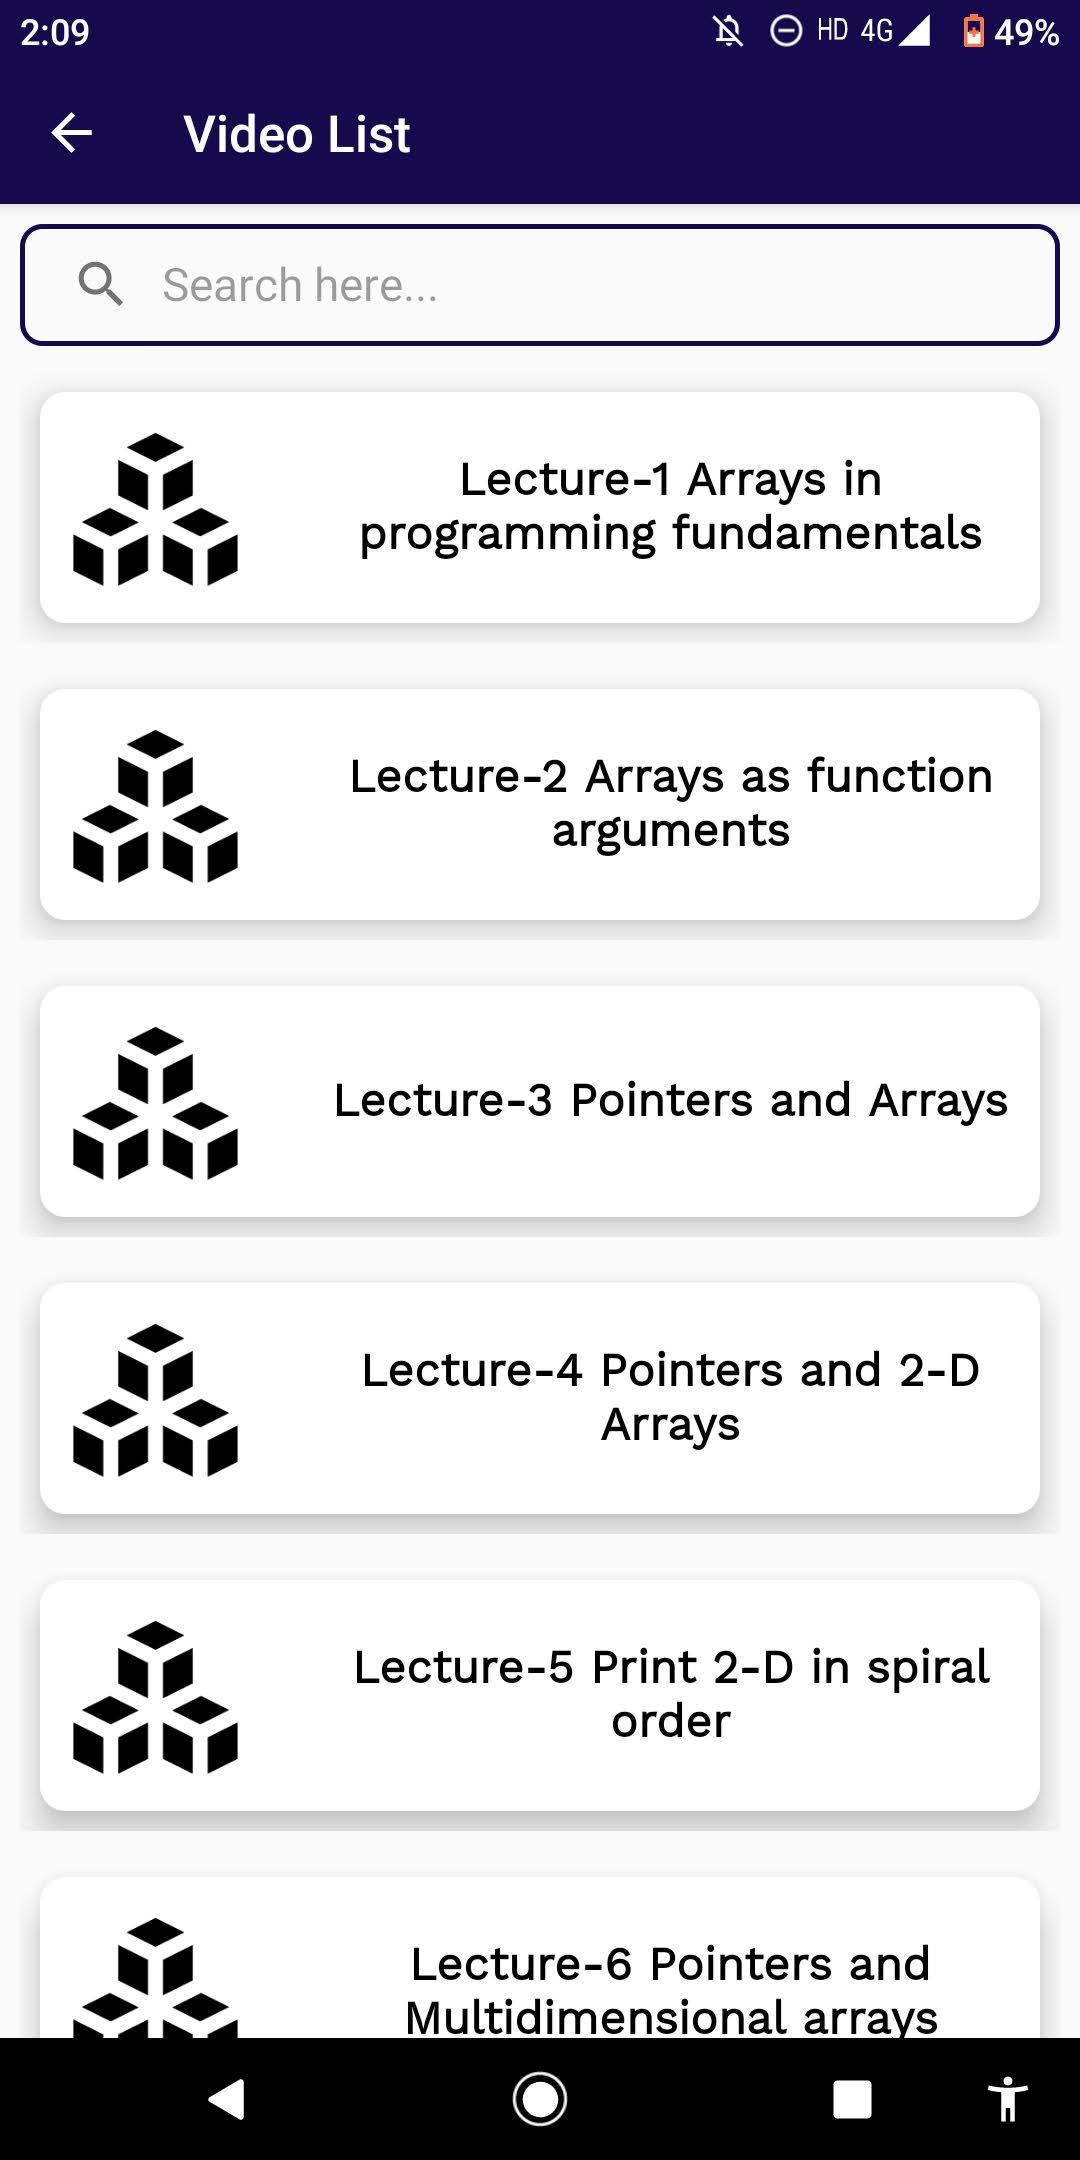 2:09 HD 4G 49%
Video List
Search here...
Lecture-1 Arrays in
programming fundamentals
Lecture-2 Arrays as function
arguments
Lecture-3 Pointers and Arrays
Lecture-4 Pointers and 2-D
Arrays
Lecture-5 Print 2-D in spiral
order
Lecture-6 Pointers and
Multidimensional arrays